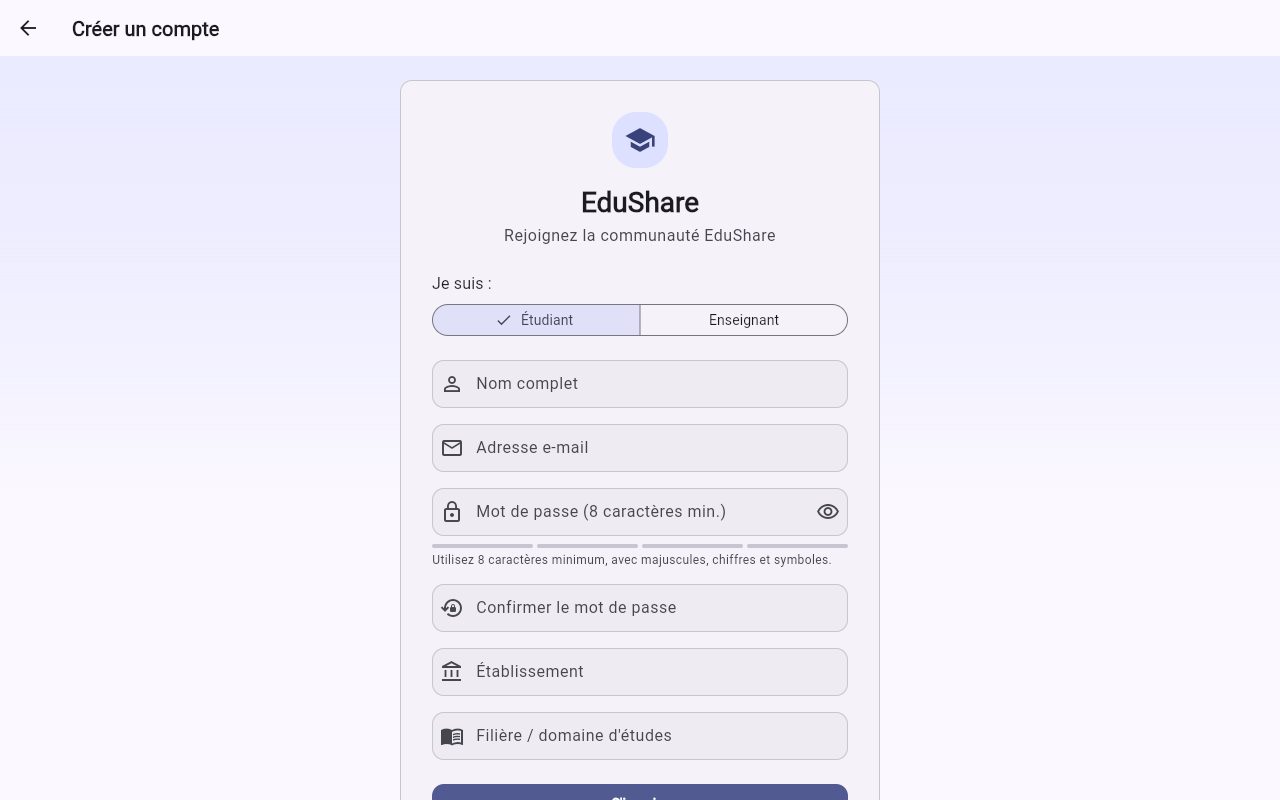 Créer un compte
EduShare
Rejoignez la communauté EduShare
Je suis :
Étudiant
Enseignant
Nom complet
Adresse e-mail
Mot de passe (8 caractères min.)
Utilisez 8 caractères minimum, avec majuscules, chiffres et symboles.
Confirmer le mot de passe
Établissement
Filière / domaine d'études